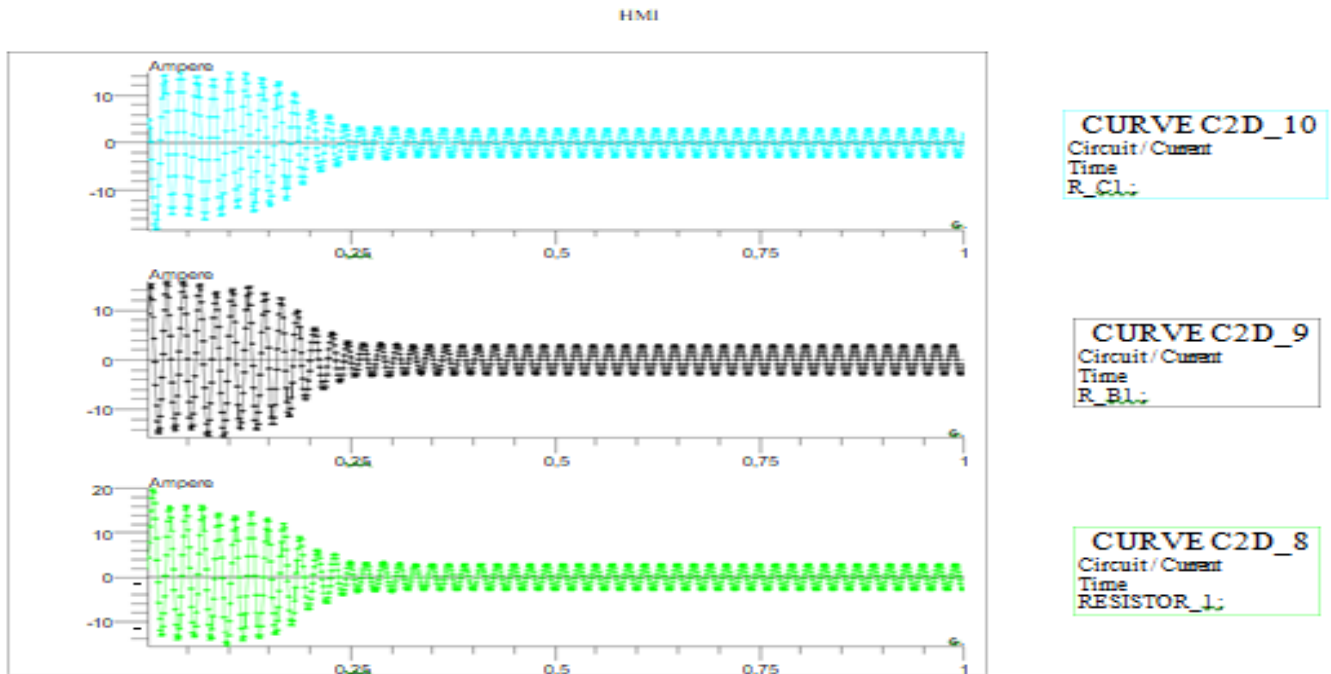 HMI
Ampere
10
0
-10
0,25
0,5
0,75
1
CURVE C2D_10
Circuit / Current
Time
R_C1 ;
Ampere
10
0
-10
0,25
0,5
0,75
1
CURVE C2D_9
Circuit / Current
Time
R_B1 ;
Ampere
20
10
0
-10
0,25
0,5
0,75
1
CURVE C2D_8
Circuit / Current
Time
RESISTOR_1 ;